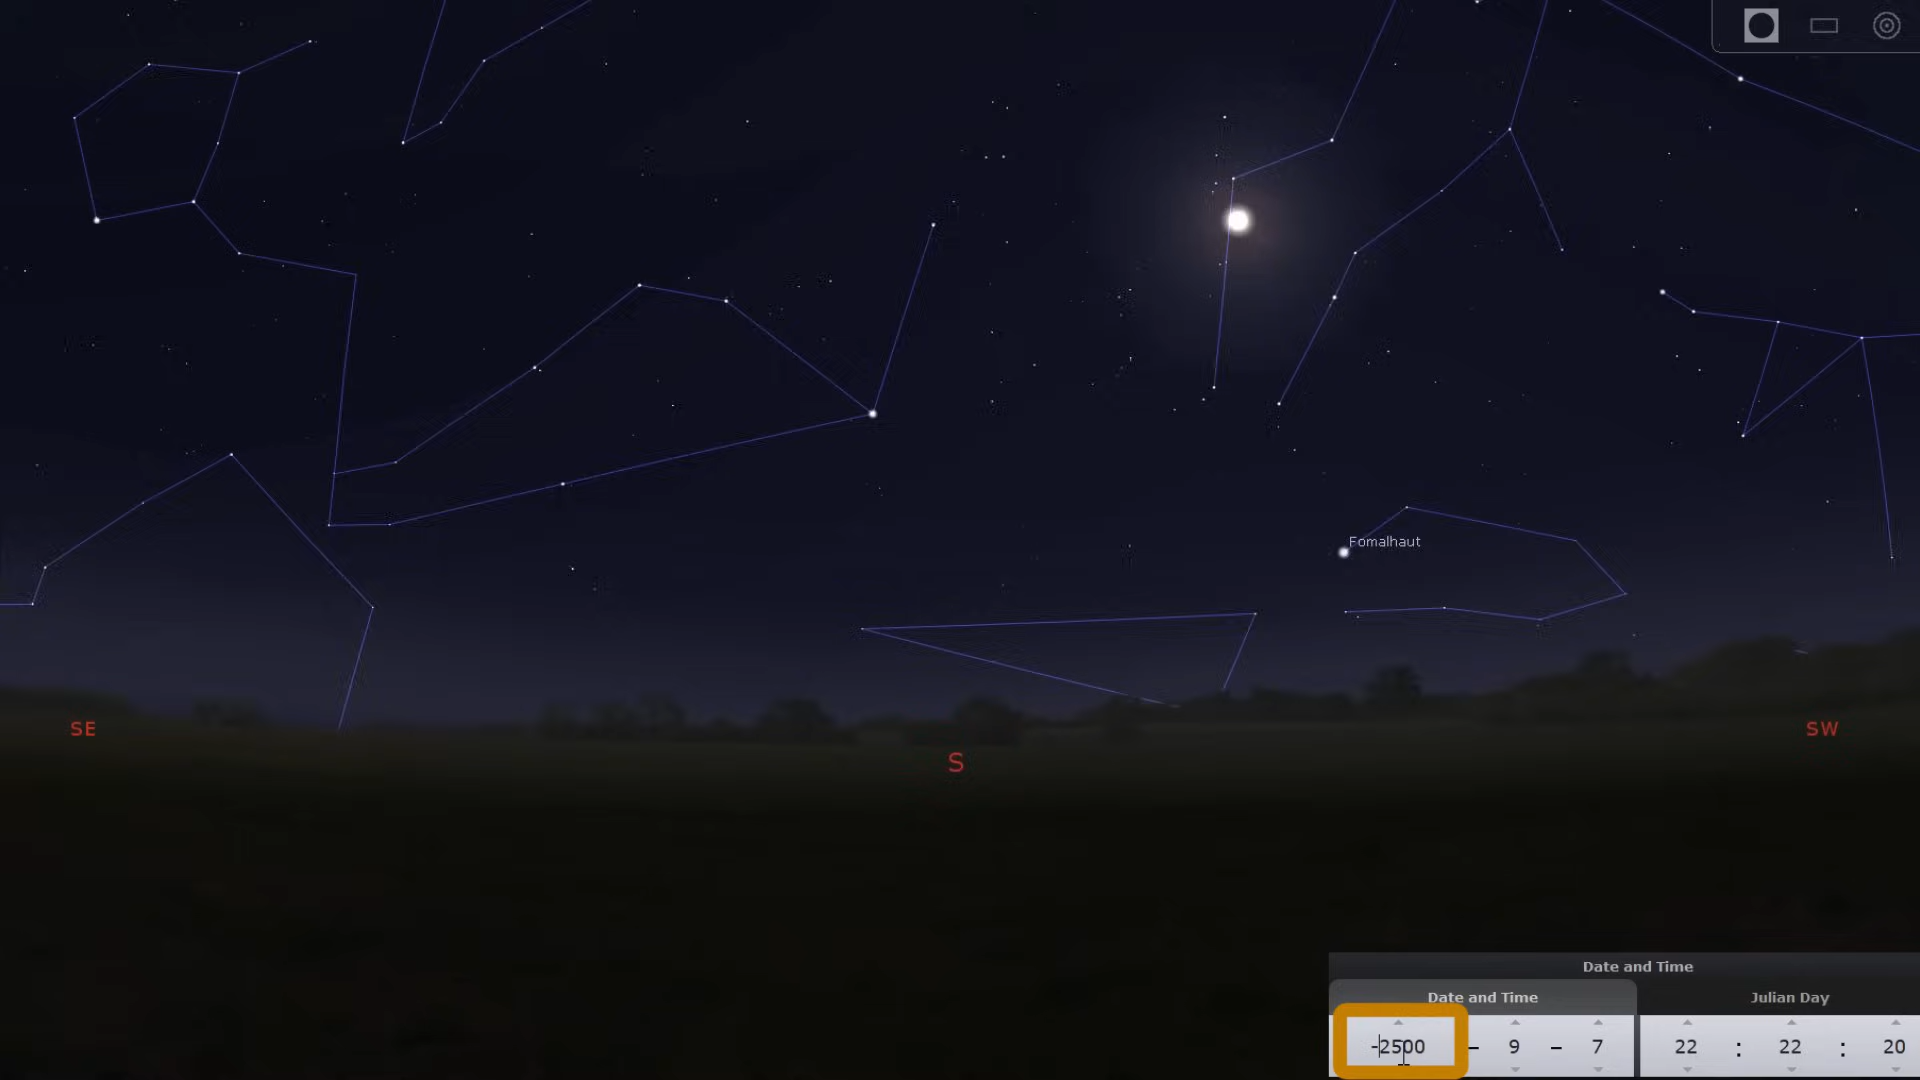 Fomalhaut
SE
SW
S
Date and Time
Date and Time Julian Day
-2500 - 9 - 7 22 : 22 : 20